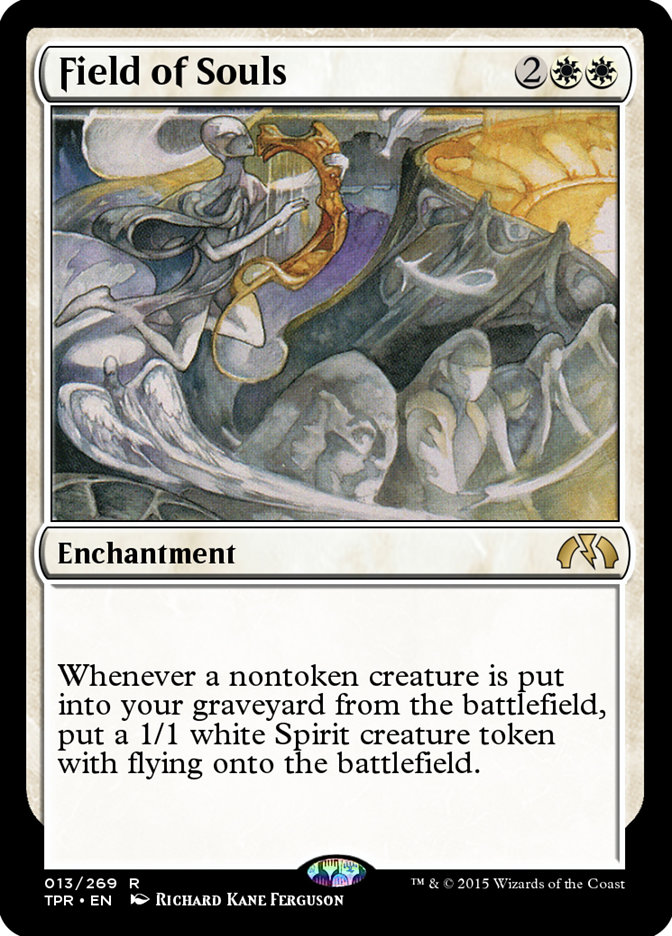 Field of Souls 2
Enchantment
Whenever a nontoken creature is put
into your graveyard from the battlefield,
put a 1/1 white Spirit creature token
with flying onto the battlefield.
013/269 R
TPR • EN Richard Kane Ferguson
™ & © 2015 Wizards of the Coast